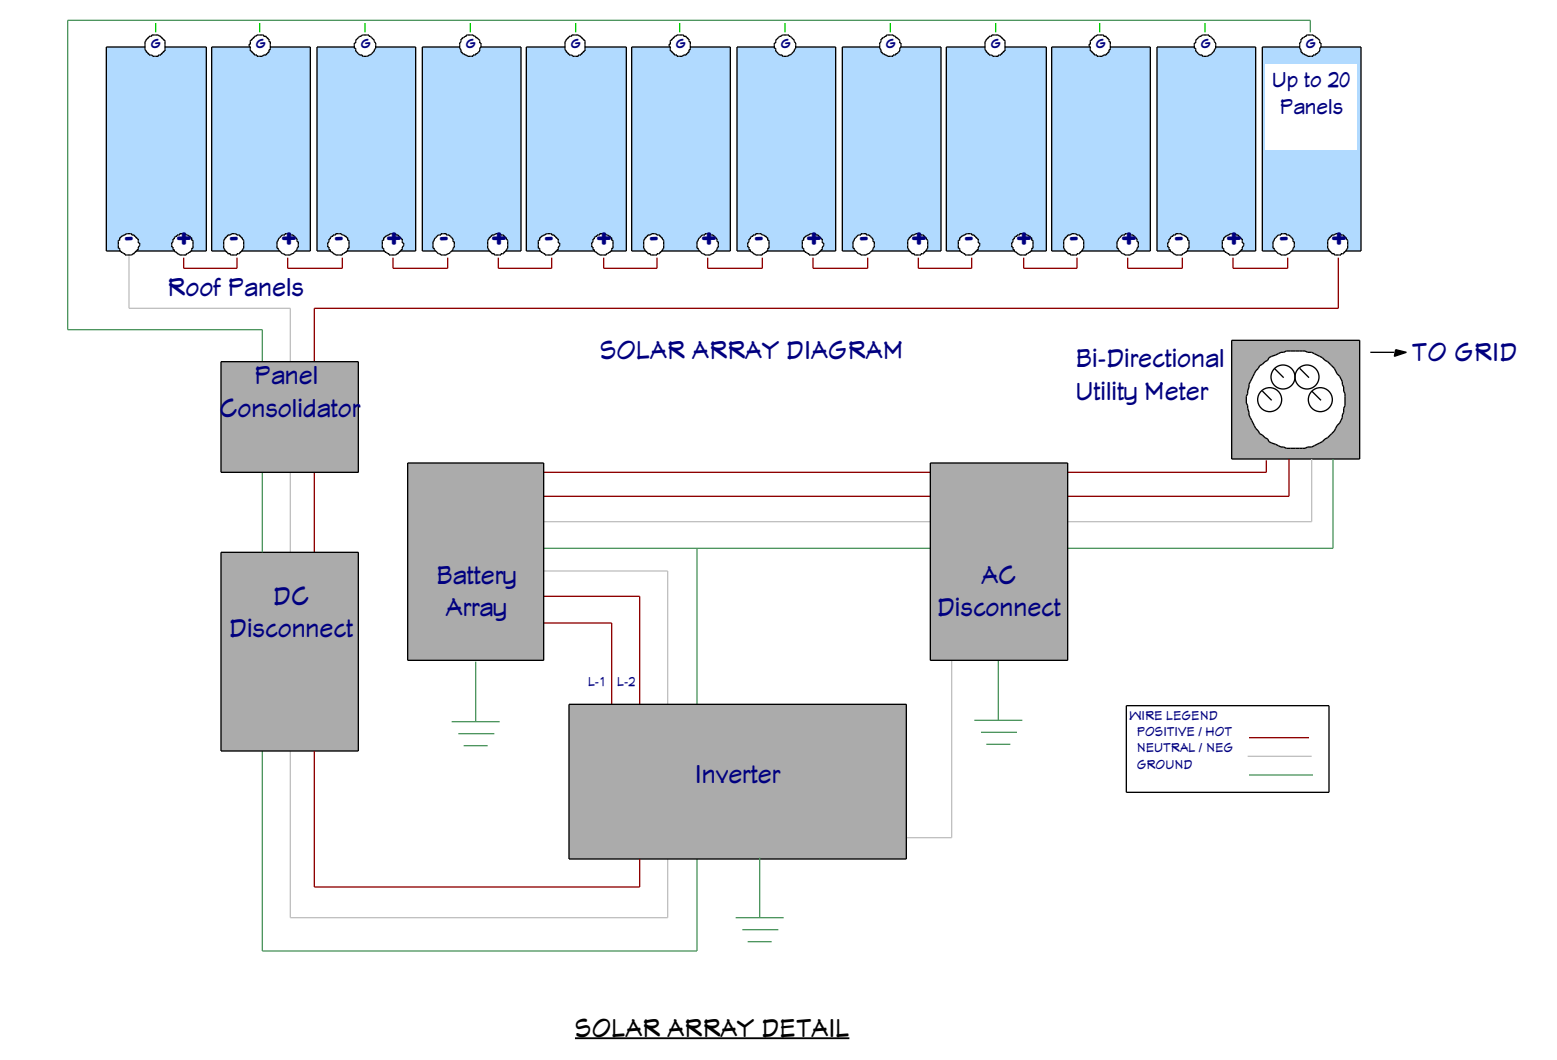 G G G G G G G G G G G G
Up to 20
Panels
- + - + - + - + - + - + - + - + - + - + - + - +
Roof Panels
SOLAR ARRAY DIAGRAM
Bi-Directional
Utility Meter
TO GRID
Panel
Consolidator
Battery
Array
AC
Disconnect
DC
Disconnect
L-1 L-2
Inverter
WIRE LEGEND
POSITIVE / HOT
NEUTRAL / NEG
GROUND
SOLAR ARRAY DETAIL